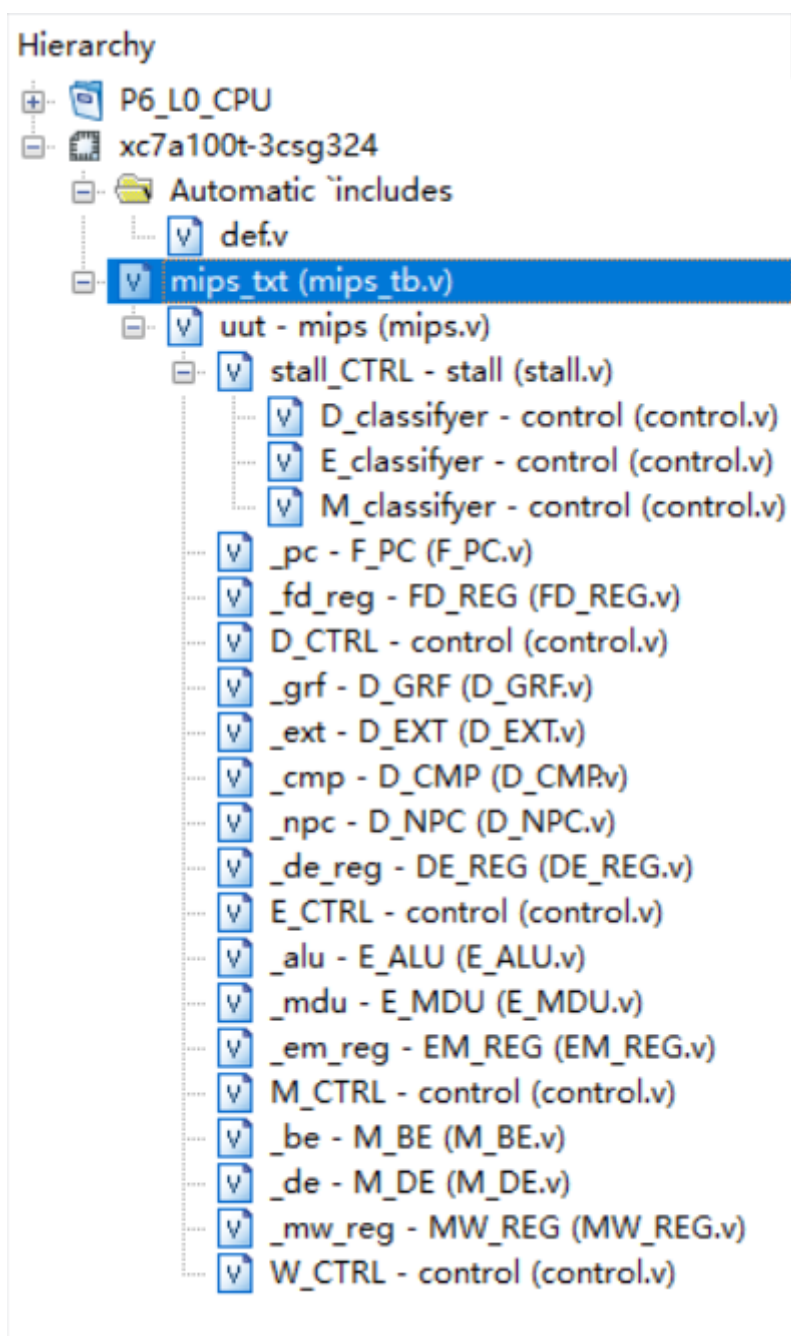 Hierarchy
P6_L0_CPU
xc7a100t-3csg324
Automatic `includes
def.v
mips_txt (mips_tb.v)
uut - mips (mips.v)
stall_CTRL - stall (stall.v)
D_classifyer - control (control.v)
E_classifyer - control (control.v)
M_classifyer - control (control.v)
_pc - F_PC (F_PC.v)
_fd_reg - FD_REG (FD_REG.v)
D_CTRL - control (control.v)
_grf - D_GRF (D_GRF.v)
_ext - D_EXT (D_EXT.v)
_cmp - D_CMP (D_CMP.v)
_npc - D_NPC (D_NPC.v)
_de_reg - DE_REG (DE_REG.v)
E_CTRL - control (control.v)
_alu - E_ALU (E_ALU.v)
_mdu - E_MDU (E_MDU.v)
_em_reg - EM_REG (EM_REG.v)
M_CTRL - control (control.v)
_be - M_BE (M_BE.v)
_de - M_DE (M_DE.v)
_mw_reg - MW_REG (MW_REG.v)
W_CTRL - control (control.v)